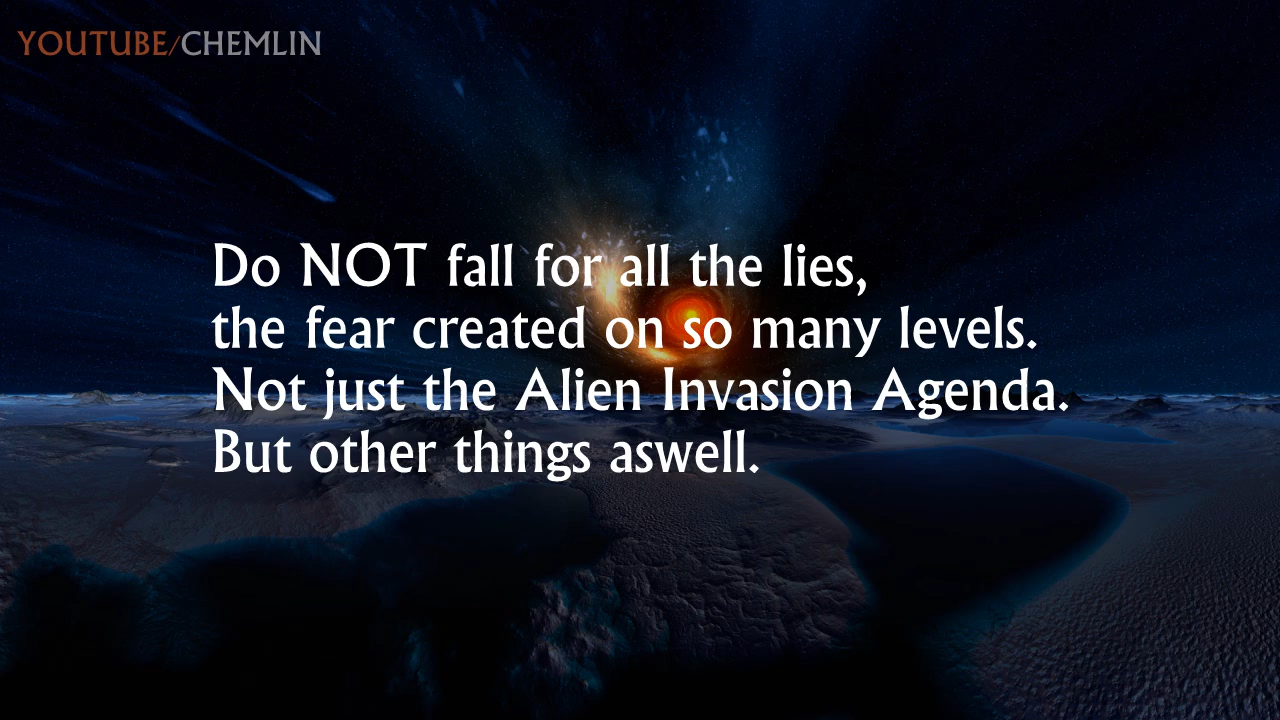 YOUTUBE/CHEMLIN
Do NOT fall for all the lies,
the fear created on so many levels.
Not just the Alien Invasion Agenda.
But other things aswell.